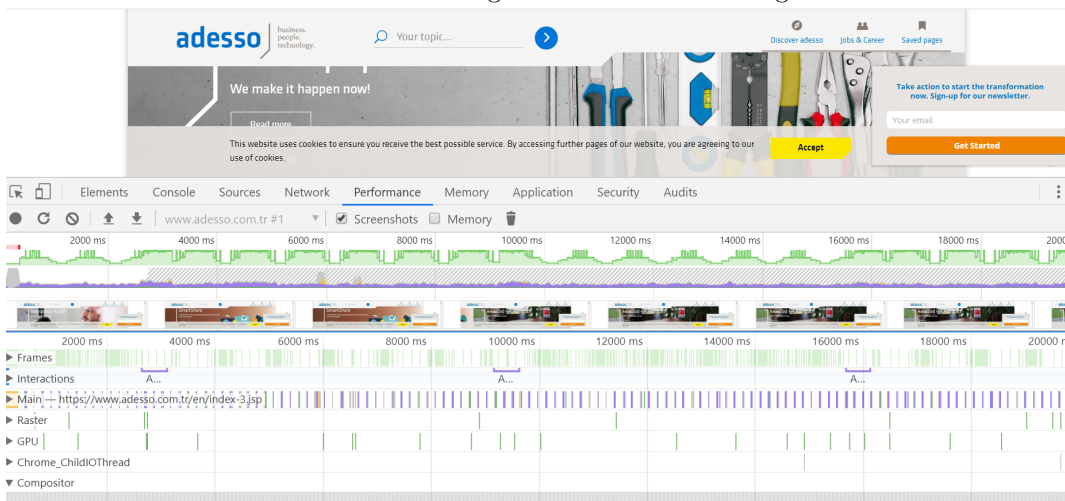 adesso
business.
people.
technology.
Your topic...
Discover adesso
Jobs & Career
Saved pages
We make it happen now!
Read more
Take action to start the transformation
now. Sign-up for our newsletter.
Your email
Get Started
This website uses cookies to ensure you receive the best possible service. By accessing further pages of our website, you are agreeing to our
use of cookies.
Accept
Elements Console Sources Network Performance Memory Application Security Audits
www.adesso.com.tr #1 Screenshots Memory
2000 ms 4000 ms 6000 ms 8000 ms 10000 ms 12000 ms 14000 ms 16000 ms 18000 ms 2000
2000 ms 4000 ms 6000 ms 8000 ms 10000 ms 12000 ms 14000 ms 16000 ms 18000 ms 20000 r
Frames
Interactions A... A... A...
Main — https://www.adesso.com.tr/en/index-3.jsp
Raster
GPU
Chrome_ChildIOThread
Compositor